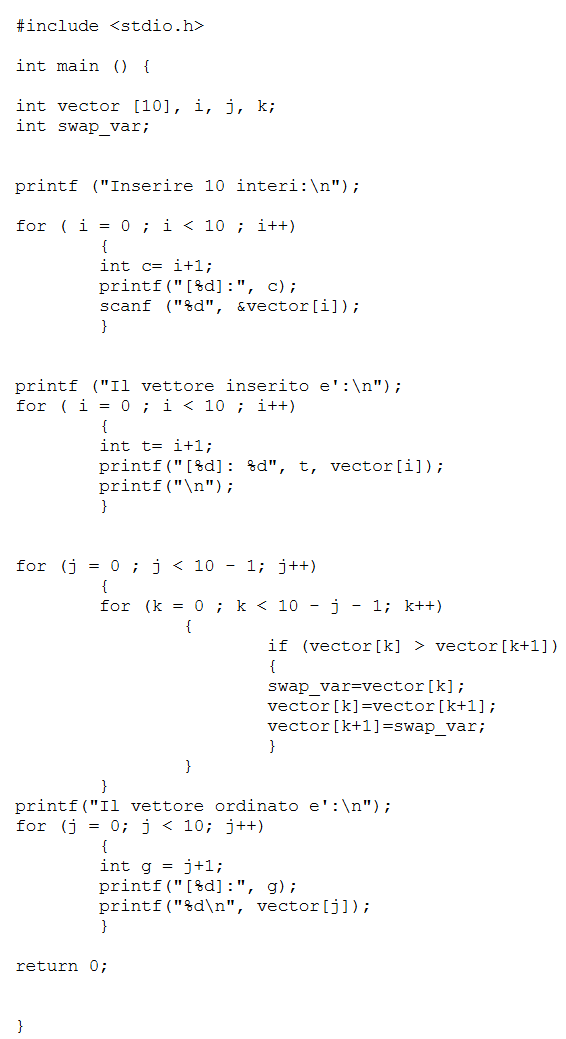 #include <stdio.h>
int main () {
int vector [10], i, j, k;
int swap_var;
printf ("Inserire 10 interi:\n");
for ( i = 0 ; i < 10 ; i++)
{
int c= i+1;
printf("[%d]:", c);
scanf ("%d", &vector[i]);
}
printf ("Il vettore inserito e':\n");
for ( i = 0 ; i < 10 ; i++)
{
int t= i+1;
printf("[%d]: %d", t, vector[i]);
printf("\n");
}
for (j = 0 ; j < 10 - 1; j++)
{
for (k = 0 ; k < 10 - j - 1; k++)
{
if (vector[k] > vector[k+1])
{
swap_var=vector[k];
vector[k]=vector[k+1];
vector[k+1]=swap_var;
}
}
}
printf("Il vettore ordinato e':\n");
for (j = 0; j < 10; j++)
{
int g = j+1;
printf("[%d]:", g);
printf("%d\n", vector[j]);
}
return 0;
}